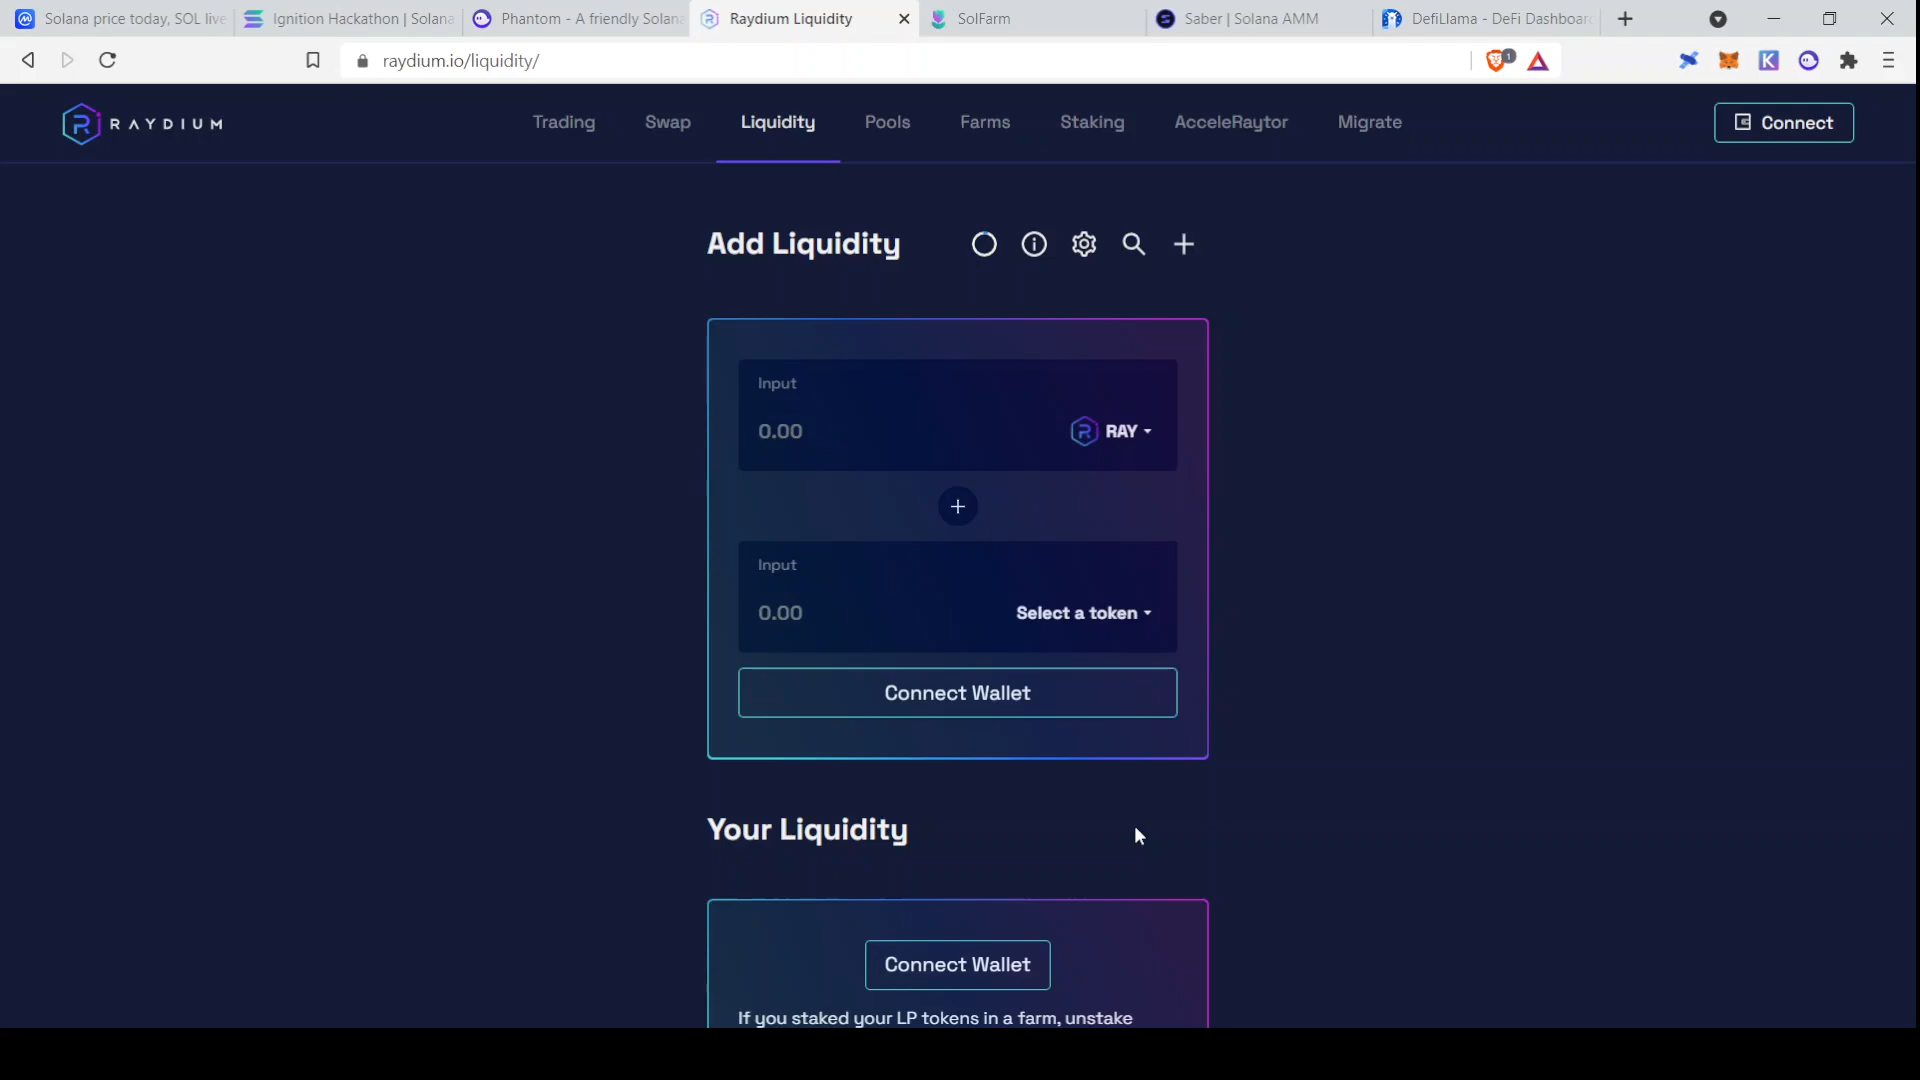 Solana price today, SOL live
Ignition Hackathon | Solana
Phantom - A friendly Solana
Raydium Liquidity
SolFarm
Saber | Solana AMM
DefiLlama - DeFi Dashboard
raydium.io/liquidity/
1
RAYDIUM
Trading
Swap
Liquidity
Pools
Farms
Staking
AcceleRaytor
Migrate
Connect
Add Liquidity
Input
0.00
RAY
Input
0.00
Select a token
Connect Wallet
Your Liquidity
Connect Wallet
If you staked your LP tokens in a farm, unstake